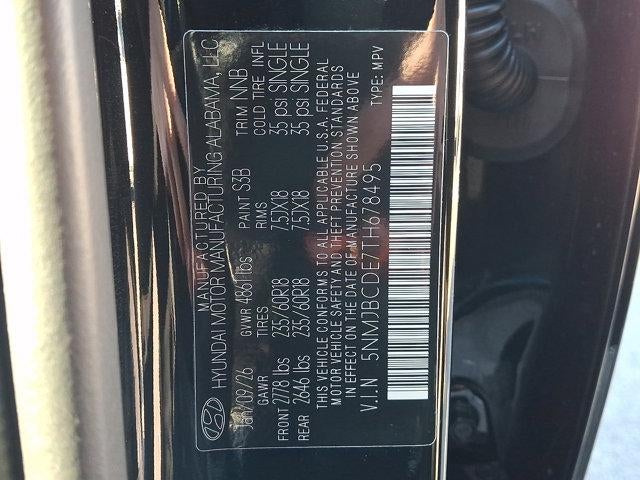 MANUFACTURED BY
HYUNDAI MOTOR MANUFACTURING ALABAMA, LLC
Jan/09/26 GVWR 4861 lbs PAINT S3B TRIM NNB
GAWR TIRES RIMS COLD TIRE INFL
FRONT 2778 lbs 235/60R18 7.5JX18 35 psi SINGLE
REAR 2646 lbs 235/60R18 7.5JX18 35 psi SINGLE
THIS VEHICLE CONFORMS TO ALL APPLICABLE U.S.A. FEDERAL
MOTOR VEHICLE SAFETY AND THEFT PREVENTION STANDARDS
IN EFFECT ON THE DATE OF MANUFACTURE SHOWN ABOVE
V.I.N 5NMJBCDE7TH678495 TYPE: MPV